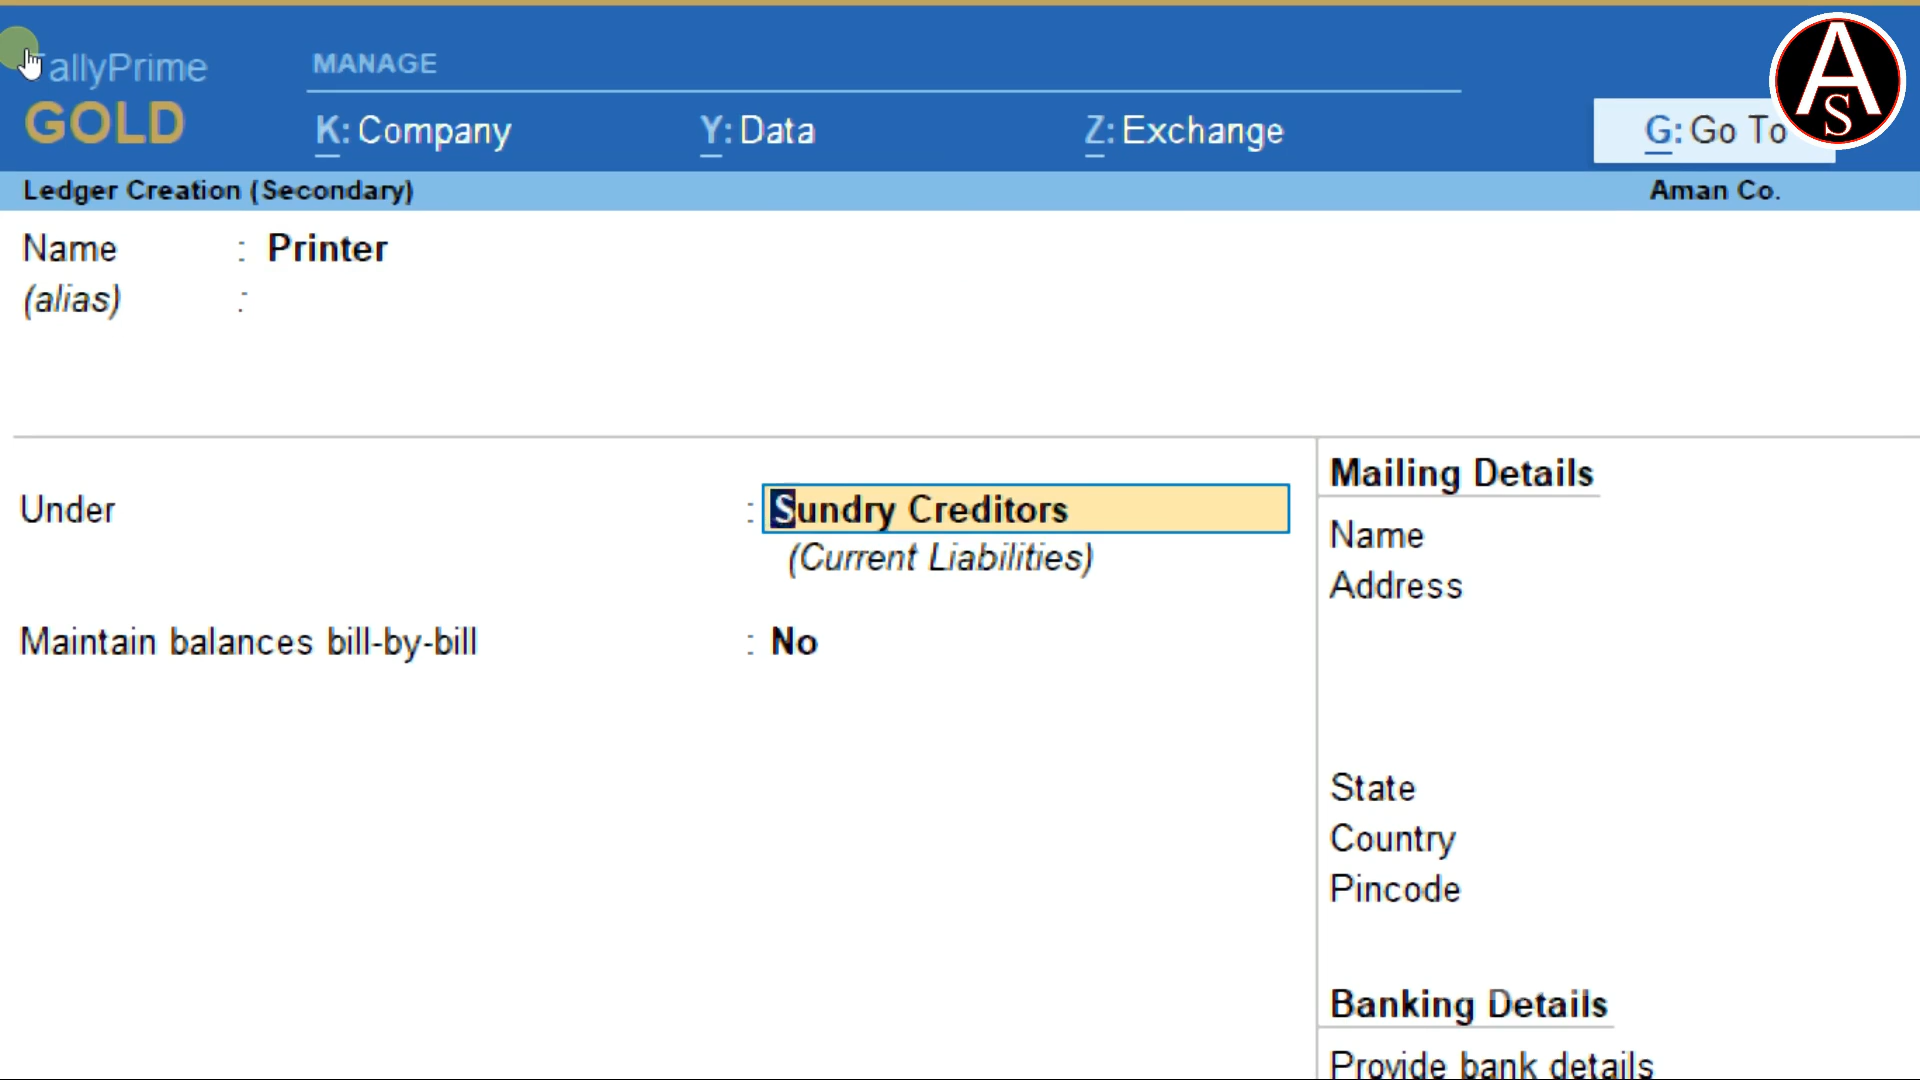 TallyPrime
GOLD
MANAGE
K: Company
Y: Data
Z: Exchange
G: Go To
AS
Ledger Creation (Secondary)
Aman Co.
Name : Printer
(alias) :
Under : Sundry Creditors
(Current Liabilities)
Maintain balances bill-by-bill : No
Mailing Details
Name
Address
State
Country
Pincode
Banking Details
Provide bank details